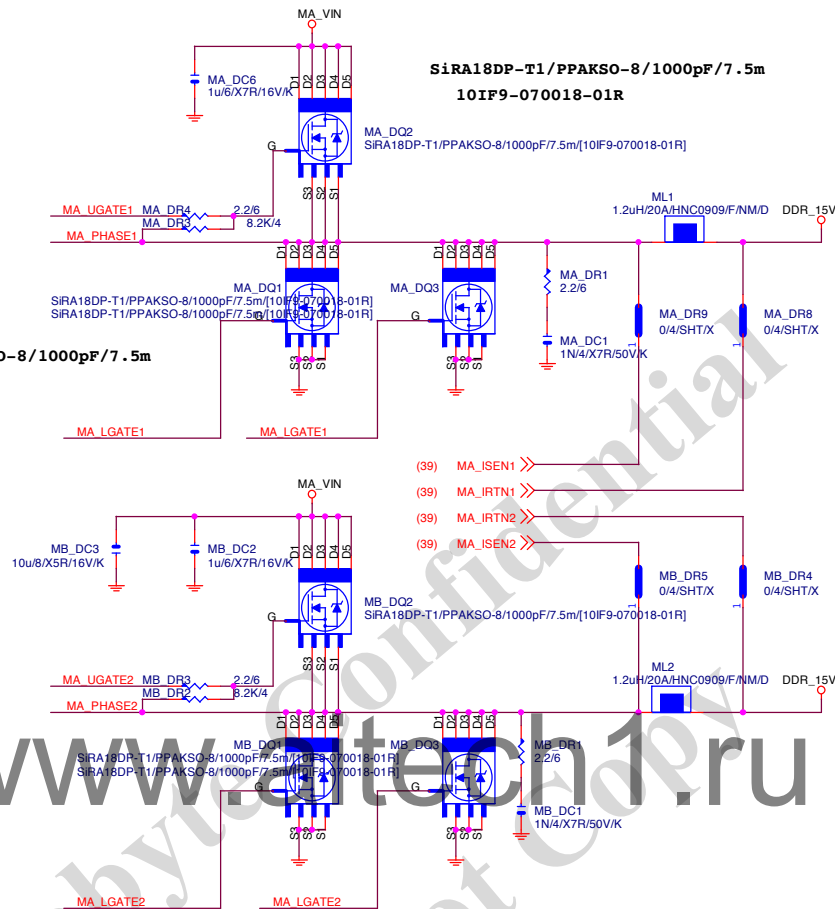 MA_VIN
SiRA18DP-T1/PPAKSO-8/1000pF/7.5m
10IF9-070018-01R
MA_DC6
1u/6/X7R/16V/K
D1 D2 D3 D4 D5
MA_DQ2
SiRA18DP-T1/PPAKSO-8/1000pF/7.5m/[10IF9-070018-01R]
G
S3 S2 S1
MA_UGATE1 MA_DR4 2.2/6
MA_DR3 8.2K/4
MA_PHASE1
ML1
1.2uH/20A/HNC0909/F/NM/D
DDR_15V
D1 D2 D3 D4 D5
D1 D2 D3 D4 D5
MA_DQ1
SiRA18DP-T1/PPAKSO-8/1000pF/7.5m/[10IF9-070018-01R]
SiRA18DP-T1/PPAKSO-8/1000pF/7.5m/[10IF9-070018-01R]
G
MA_DQ3
G
MA_DR1
2.2/6
MA_DR9
0/4/SHT/X
1
MA_DR8
0/4/SHT/X
1
MA_DC1
1N/4/X7R/50V/K
S3 S2 S1
S3 S2 S1
O-8/1000pF/7.5m
MA_LGATE1
MA_LGATE1
(39) MA_ISEN1
(39) MA_IRTN1
(39) MA_IRTN2
(39) MA_ISEN2
MA_VIN
MB_DC3
10u/8/X5R/16V/K
MB_DC2
1u/6/X7R/16V/K
D1 D2 D3 D4 D5
MB_DQ2
SiRA18DP-T1/PPAKSO-8/1000pF/7.5m/[10IF9-070018-01R]
G
S3 S2 S1
MB_DR5
0/4/SHT/X
1
MB_DR4
0/4/SHT/X
1
MA_UGATE2 MB_DR3 2.2/6
MB_DR2 8.2K/4
MA_PHASE2
ML2
1.2uH/20A/HNC0909/F/NM/D
DDR_15V
D1 D2 D3 D4 D5
D1 D2 D3 D4 D5
MB_DQ1
SiRA18DP-T1/PPAKSO-8/1000pF/7.5m/[10IF9-070018-01R]
SiRA18DP-T1/PPAKSO-8/1000pF/7.5m/[10IF9-070018-01R]
G
MB_DQ3
G
MB_DR1
2.2/6
MB_DC1
1N/4/X7R/50V/K
S3 S2 S1
S3 S2 S1
MA_LGATE2
MA_LGATE2
byte Confidential
t Copy